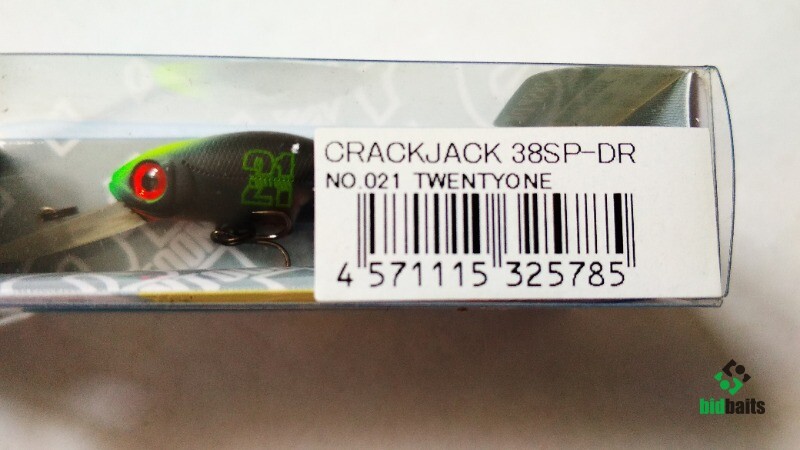 CRACKJACK 38SP-DR
NO.021 TWENTYONE
4 571115 325785
21
bidbaits